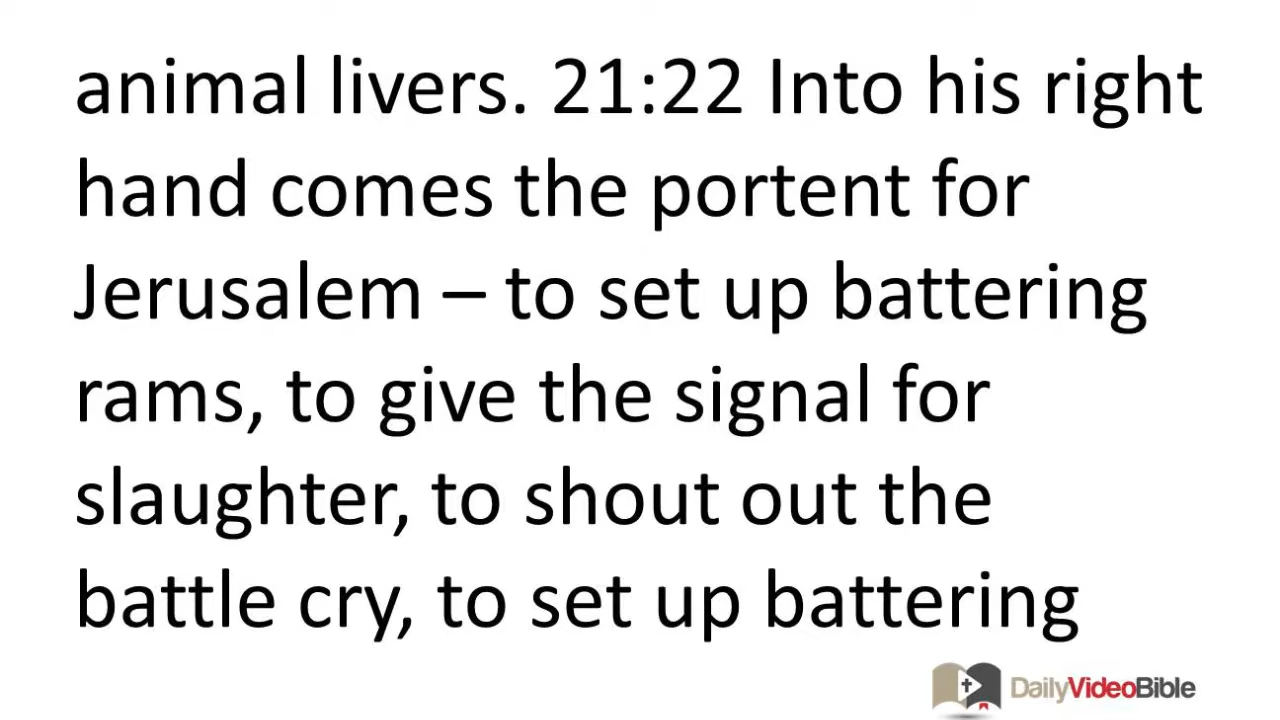 animal livers. 21:22 Into his right
hand comes the portent for
Jerusalem – to set up battering
rams, to give the signal for
slaughter, to shout out the
battle cry, to set up battering
DailyVideoBible